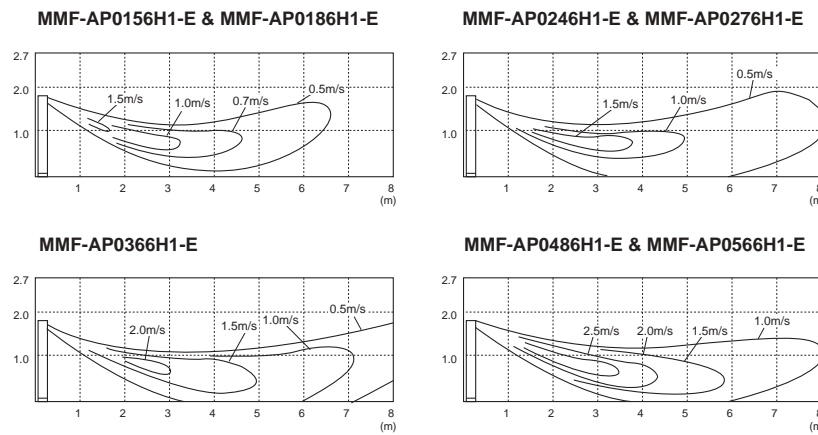 MMF-AP0156H1-E & MMF-AP0186H1-E
2.7
2.0
1.0
1.5m/s
1.0m/s
0.7m/s
0.5m/s
1 2 3 4 5 6 7 8
(m)
MMF-AP0246H1-E & MMF-AP0276H1-E
2.7
2.0
1.0
1.5m/s
1.0m/s
0.5m/s
1 2 3 4 5 6 7 8
(m)
MMF-AP0366H1-E
2.7
2.0
1.0
2.0m/s
1.5m/s
1.0m/s
0.5m/s
1 2 3 4 5 6 7 8
(m)
MMF-AP0486H1-E & MMF-AP0566H1-E
2.7
2.0
1.0
2.5m/s
2.0m/s
1.5m/s
1.0m/s
1 2 3 4 5 6 7 8
(m